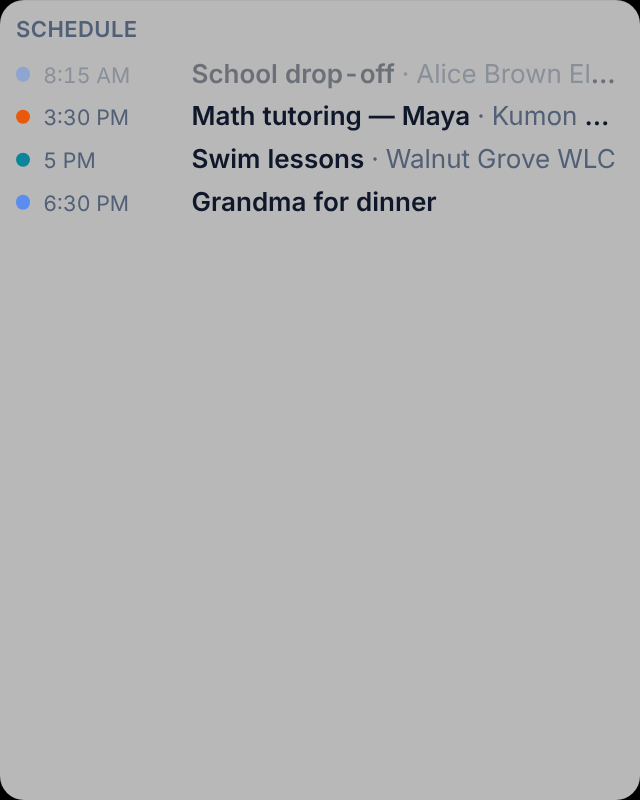 SCHEDULE
8:15 AM School drop-off · Alice Brown El...
3:30 PM Math tutoring — Maya · Kumon ...
5 PM Swim lessons · Walnut Grove WLC
6:30 PM Grandma for dinner